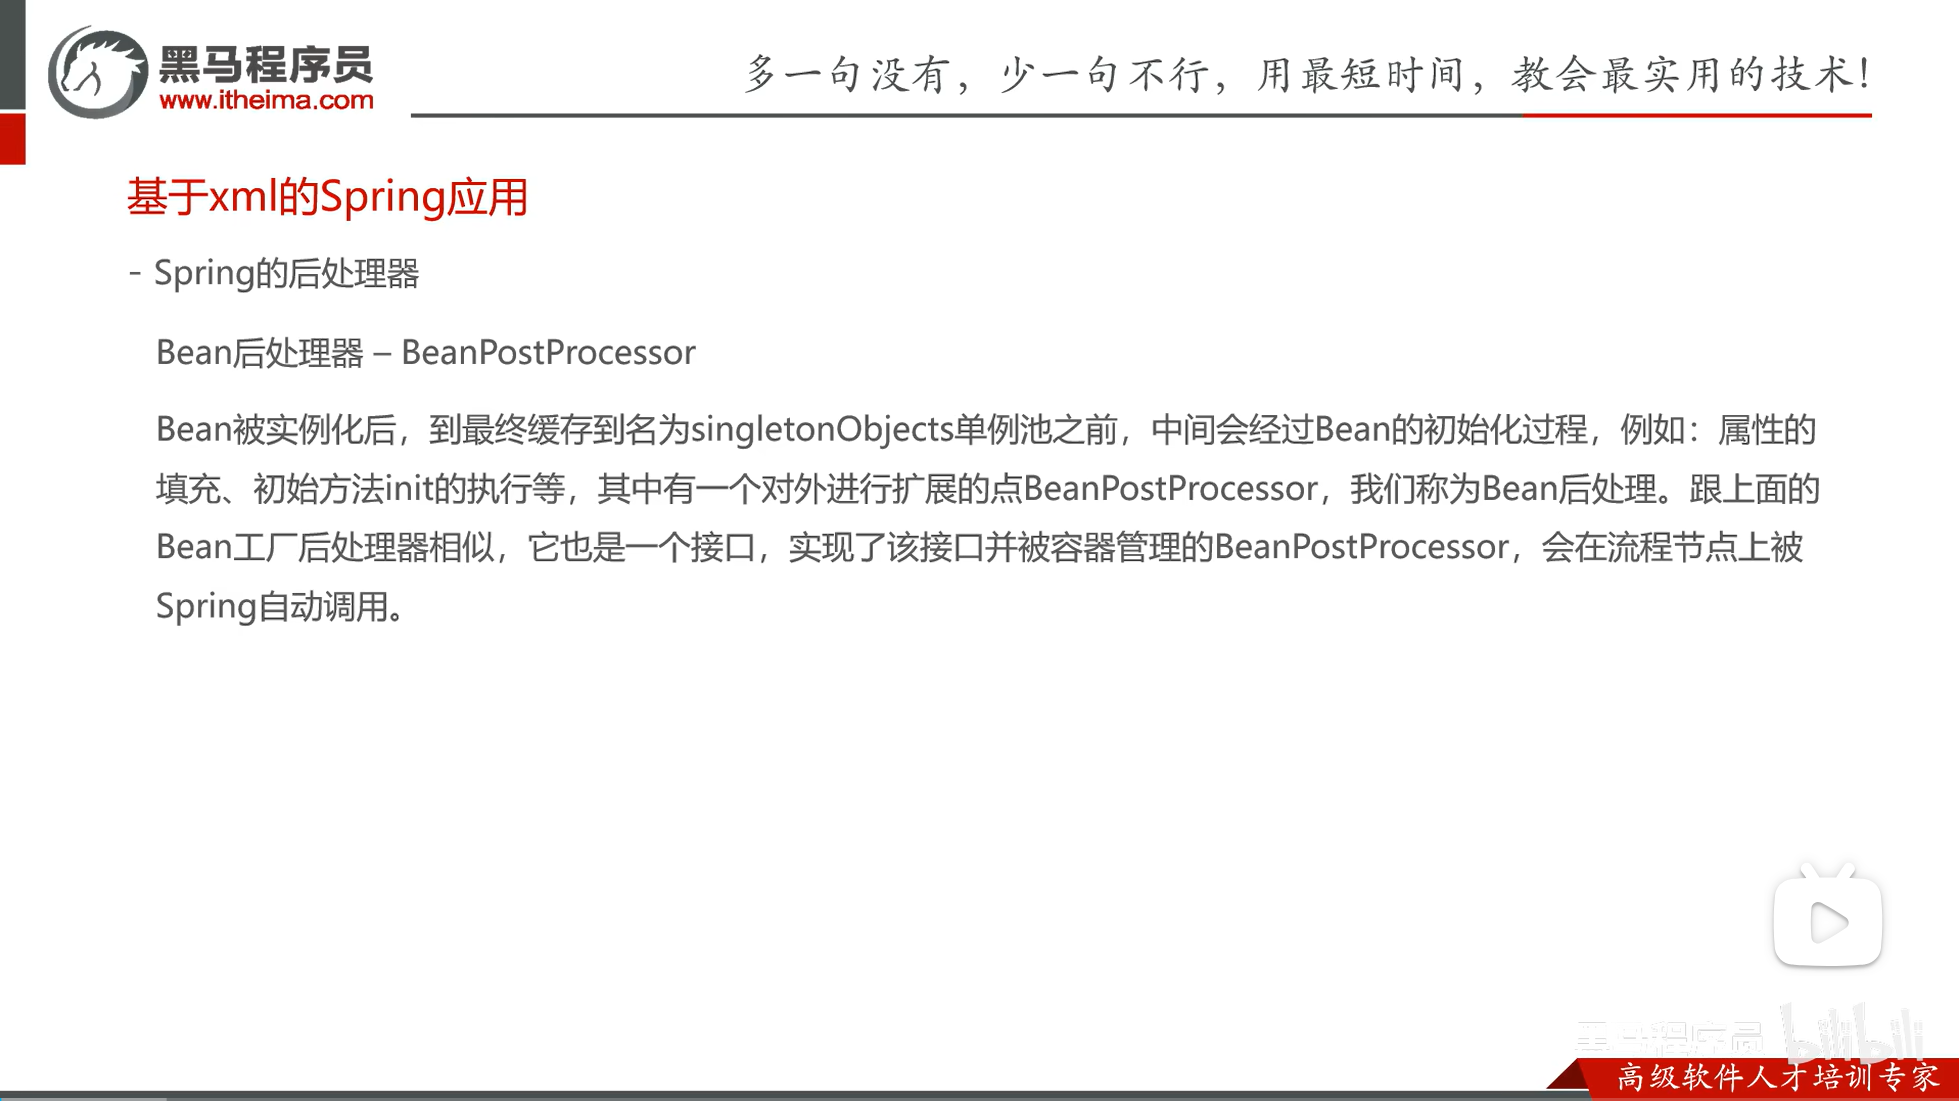 黑马程序员
www.itheima.com
多一句没有，少一句不行，用最短时间，教会最实用的技术！
基于xml的Spring应用
- Spring的后处理器
Bean后处理器 – BeanPostProcessor
Bean被实例化后，到最终缓存到名为singletonObjects单例池之前，中间会经过Bean的初始化过程，例如：属性的
填充、初始方法init的执行等，其中有一个对外进行扩展的点BeanPostProcessor，我们称为Bean后处理。跟上面的
Bean工厂后处理器相似，它也是一个接口，实现了该接口并被容器管理的BeanPostProcessor，会在流程节点上被
Spring自动调用。
黑马程序员 bilibili
高级软件人才培训专家